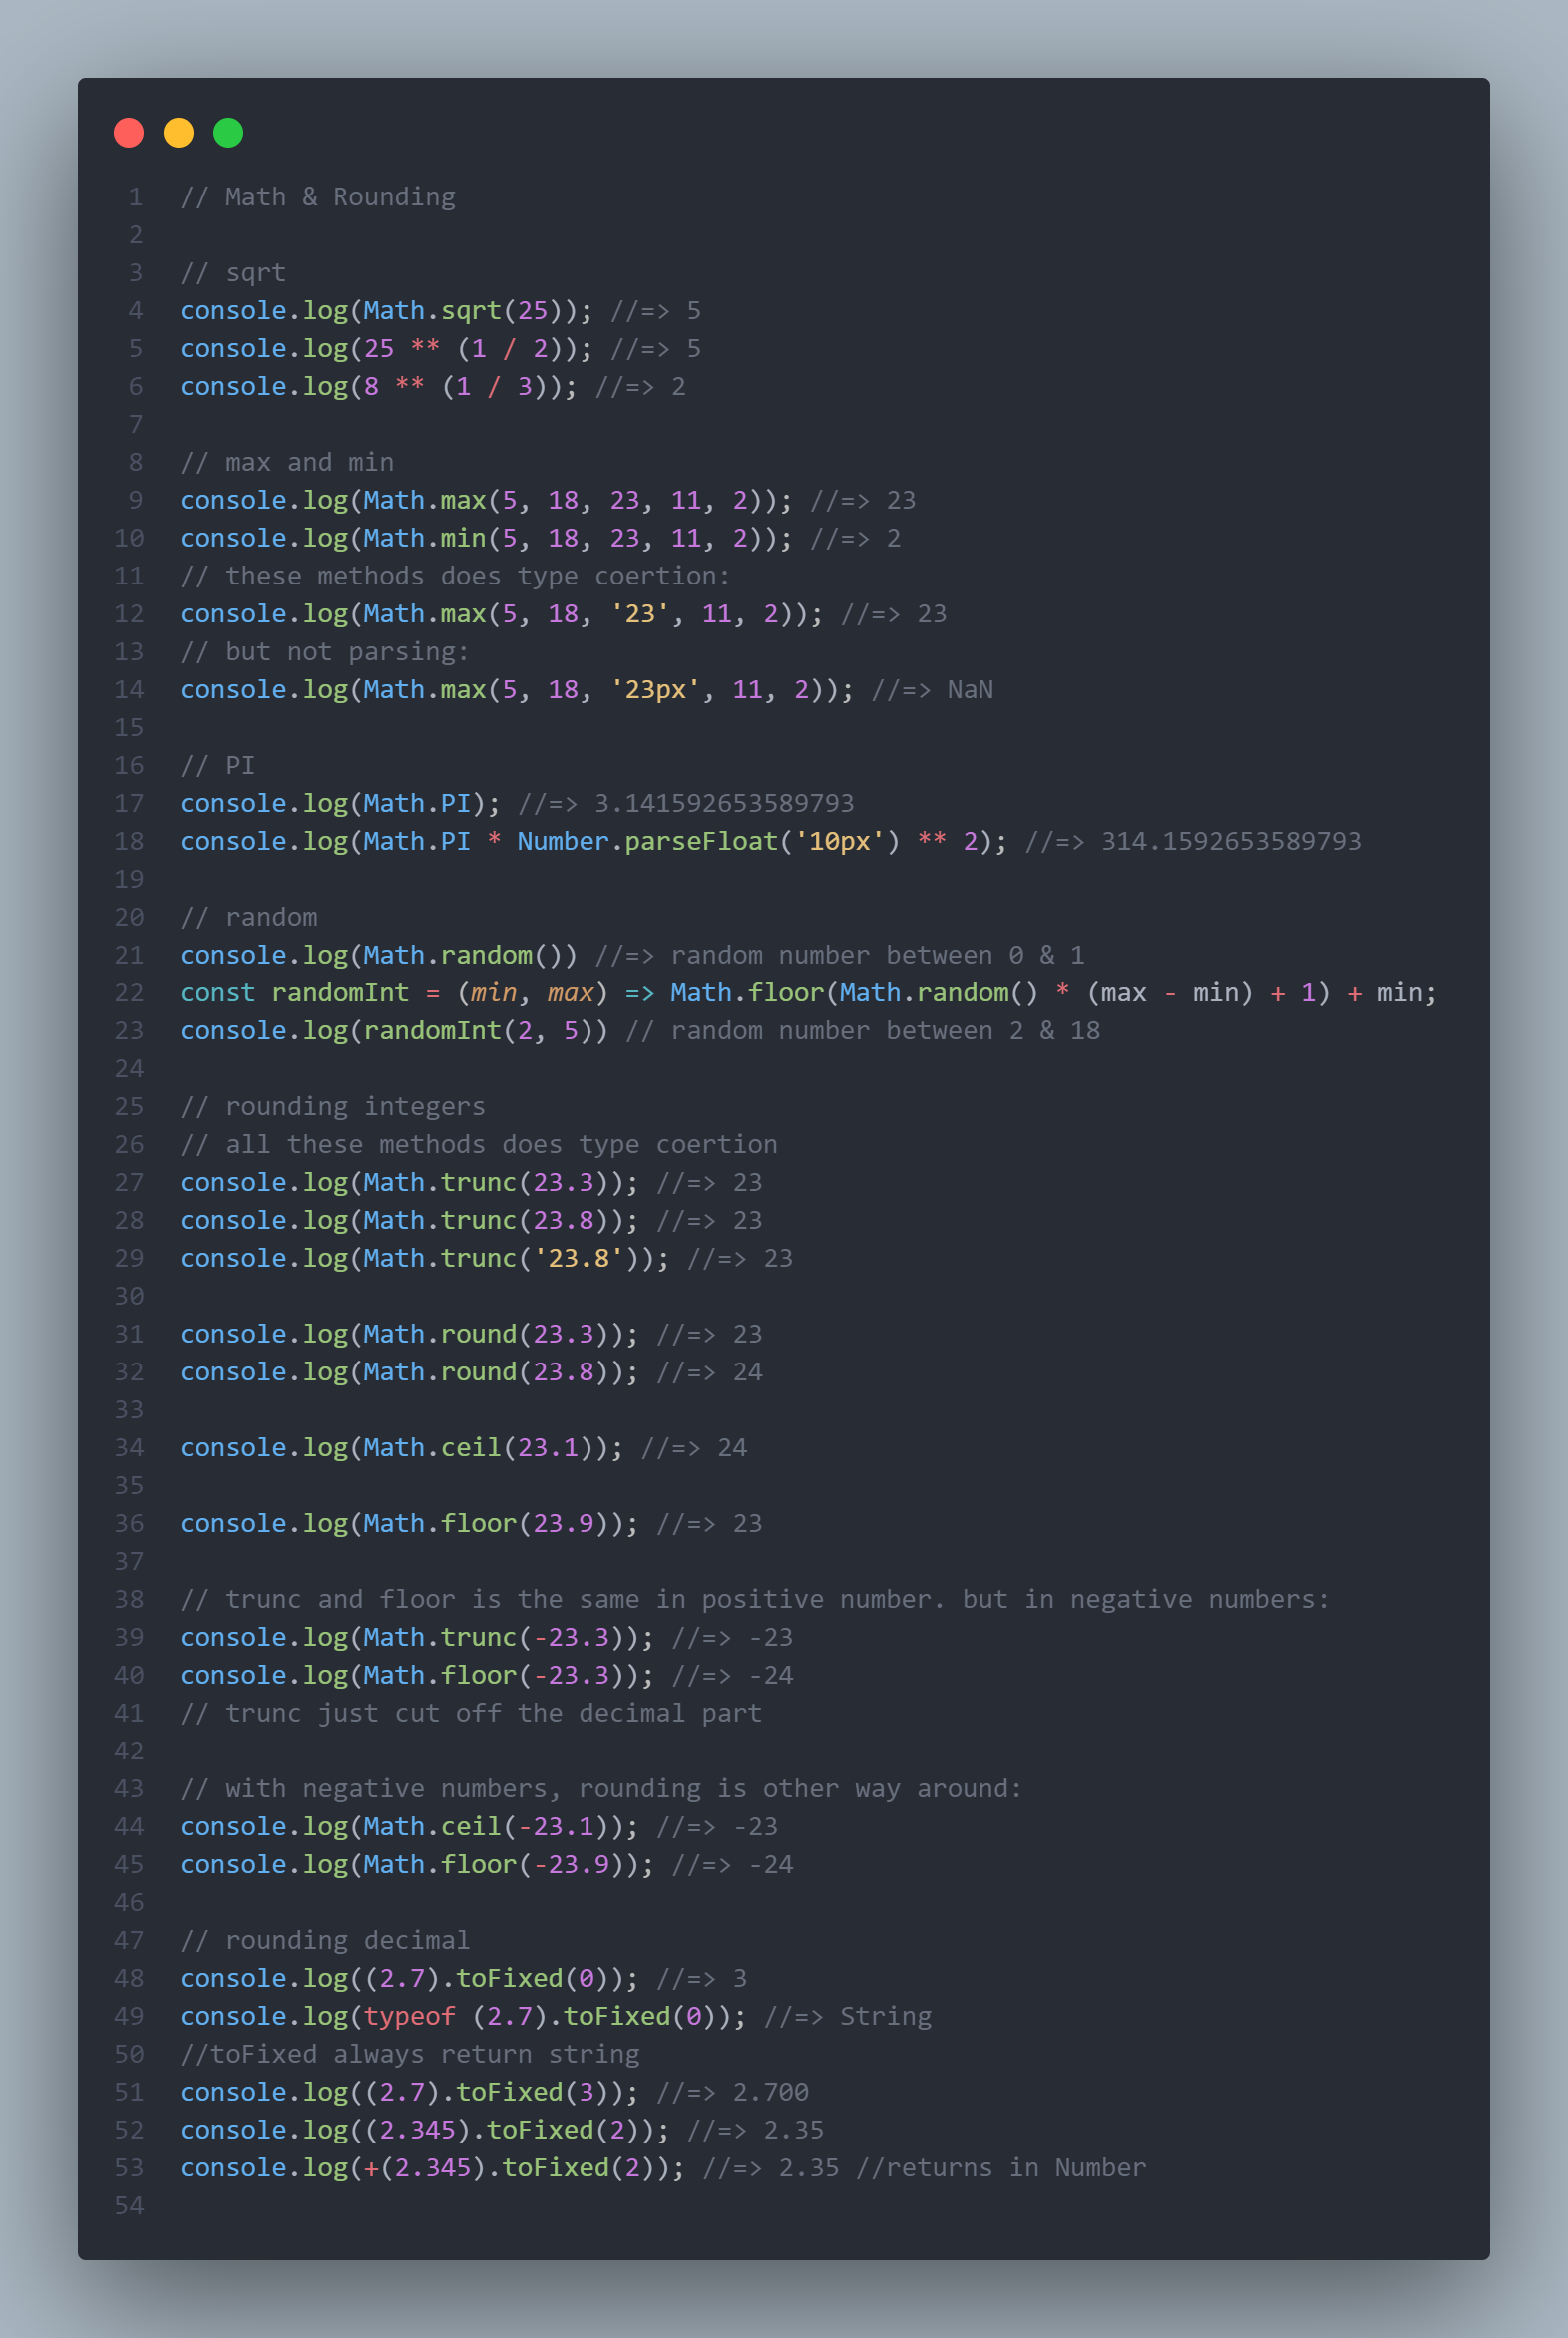 1 // Math & Rounding
2
3 // sqrt
4 console.log(Math.sqrt(25)); //=> 5
5 console.log(25 ** (1 / 2)); //=> 5
6 console.log(8 ** (1 / 3)); //=> 2
7
8 // max and min
9 console.log(Math.max(5, 18, 23, 11, 2)); //=> 23
10 console.log(Math.min(5, 18, 23, 11, 2)); //=> 2
11 // these methods does type coertion:
12 console.log(Math.max(5, 18, '23', 11, 2)); //=> 23
13 // but not parsing:
14 console.log(Math.max(5, 18, '23px', 11, 2)); //=> NaN
15
16 // PI
17 console.log(Math.PI); //=> 3.141592653589793
18 console.log(Math.PI * Number.parseFloat('10px') ** 2); //=> 314.1592653589793
19
20 // random
21 console.log(Math.random()) //=> random number between 0 & 1
22 const randomInt = (min, max) => Math.floor(Math.random() * (max - min) + 1) + min;
23 console.log(randomInt(2, 5)) // random number between 2 & 18
24
25 // rounding integers
26 // all these methods does type coertion
27 console.log(Math.trunc(23.3)); //=> 23
28 console.log(Math.trunc(23.8)); //=> 23
29 console.log(Math.trunc('23.8')); //=> 23
30
31 console.log(Math.round(23.3)); //=> 23
32 console.log(Math.round(23.8)); //=> 24
33
34 console.log(Math.ceil(23.1)); //=> 24
35
36 console.log(Math.floor(23.9)); //=> 23
37
38 // trunc and floor is the same in positive number. but in negative numbers:
39 console.log(Math.trunc(-23.3)); //=> -23
40 console.log(Math.floor(-23.3)); //=> -24
41 // trunc just cut off the decimal part
42
43 // with negative numbers, rounding is other way around:
44 console.log(Math.ceil(-23.1)); //=> -23
45 console.log(Math.floor(-23.9)); //=> -24
46
47 // rounding decimal
48 console.log((2.7).toFixed(0)); //=> 3
49 console.log(typeof (2.7).toFixed(0)); //=> String
50 //toFixed always return string
51 console.log((2.7).toFixed(3)); //=> 2.700
52 console.log((2.345).toFixed(2)); //=> 2.35
53 console.log(+(2.345).toFixed(2)); //=> 2.35 //returns in Number
54